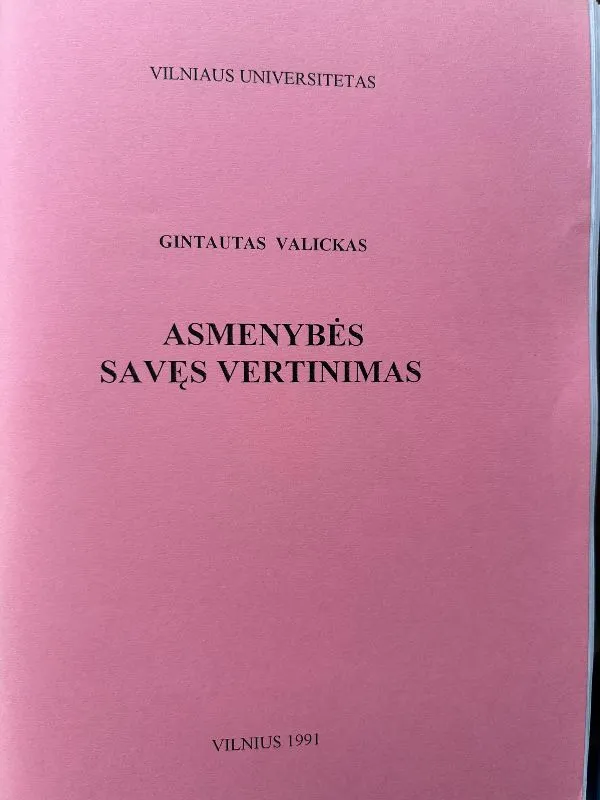 VILNIAUS UNIVERSITETAS
GINTAUTAS VALICKAS
ASMENYBĖS
SAVĘS VERTINIMAS
VILNIUS 1991